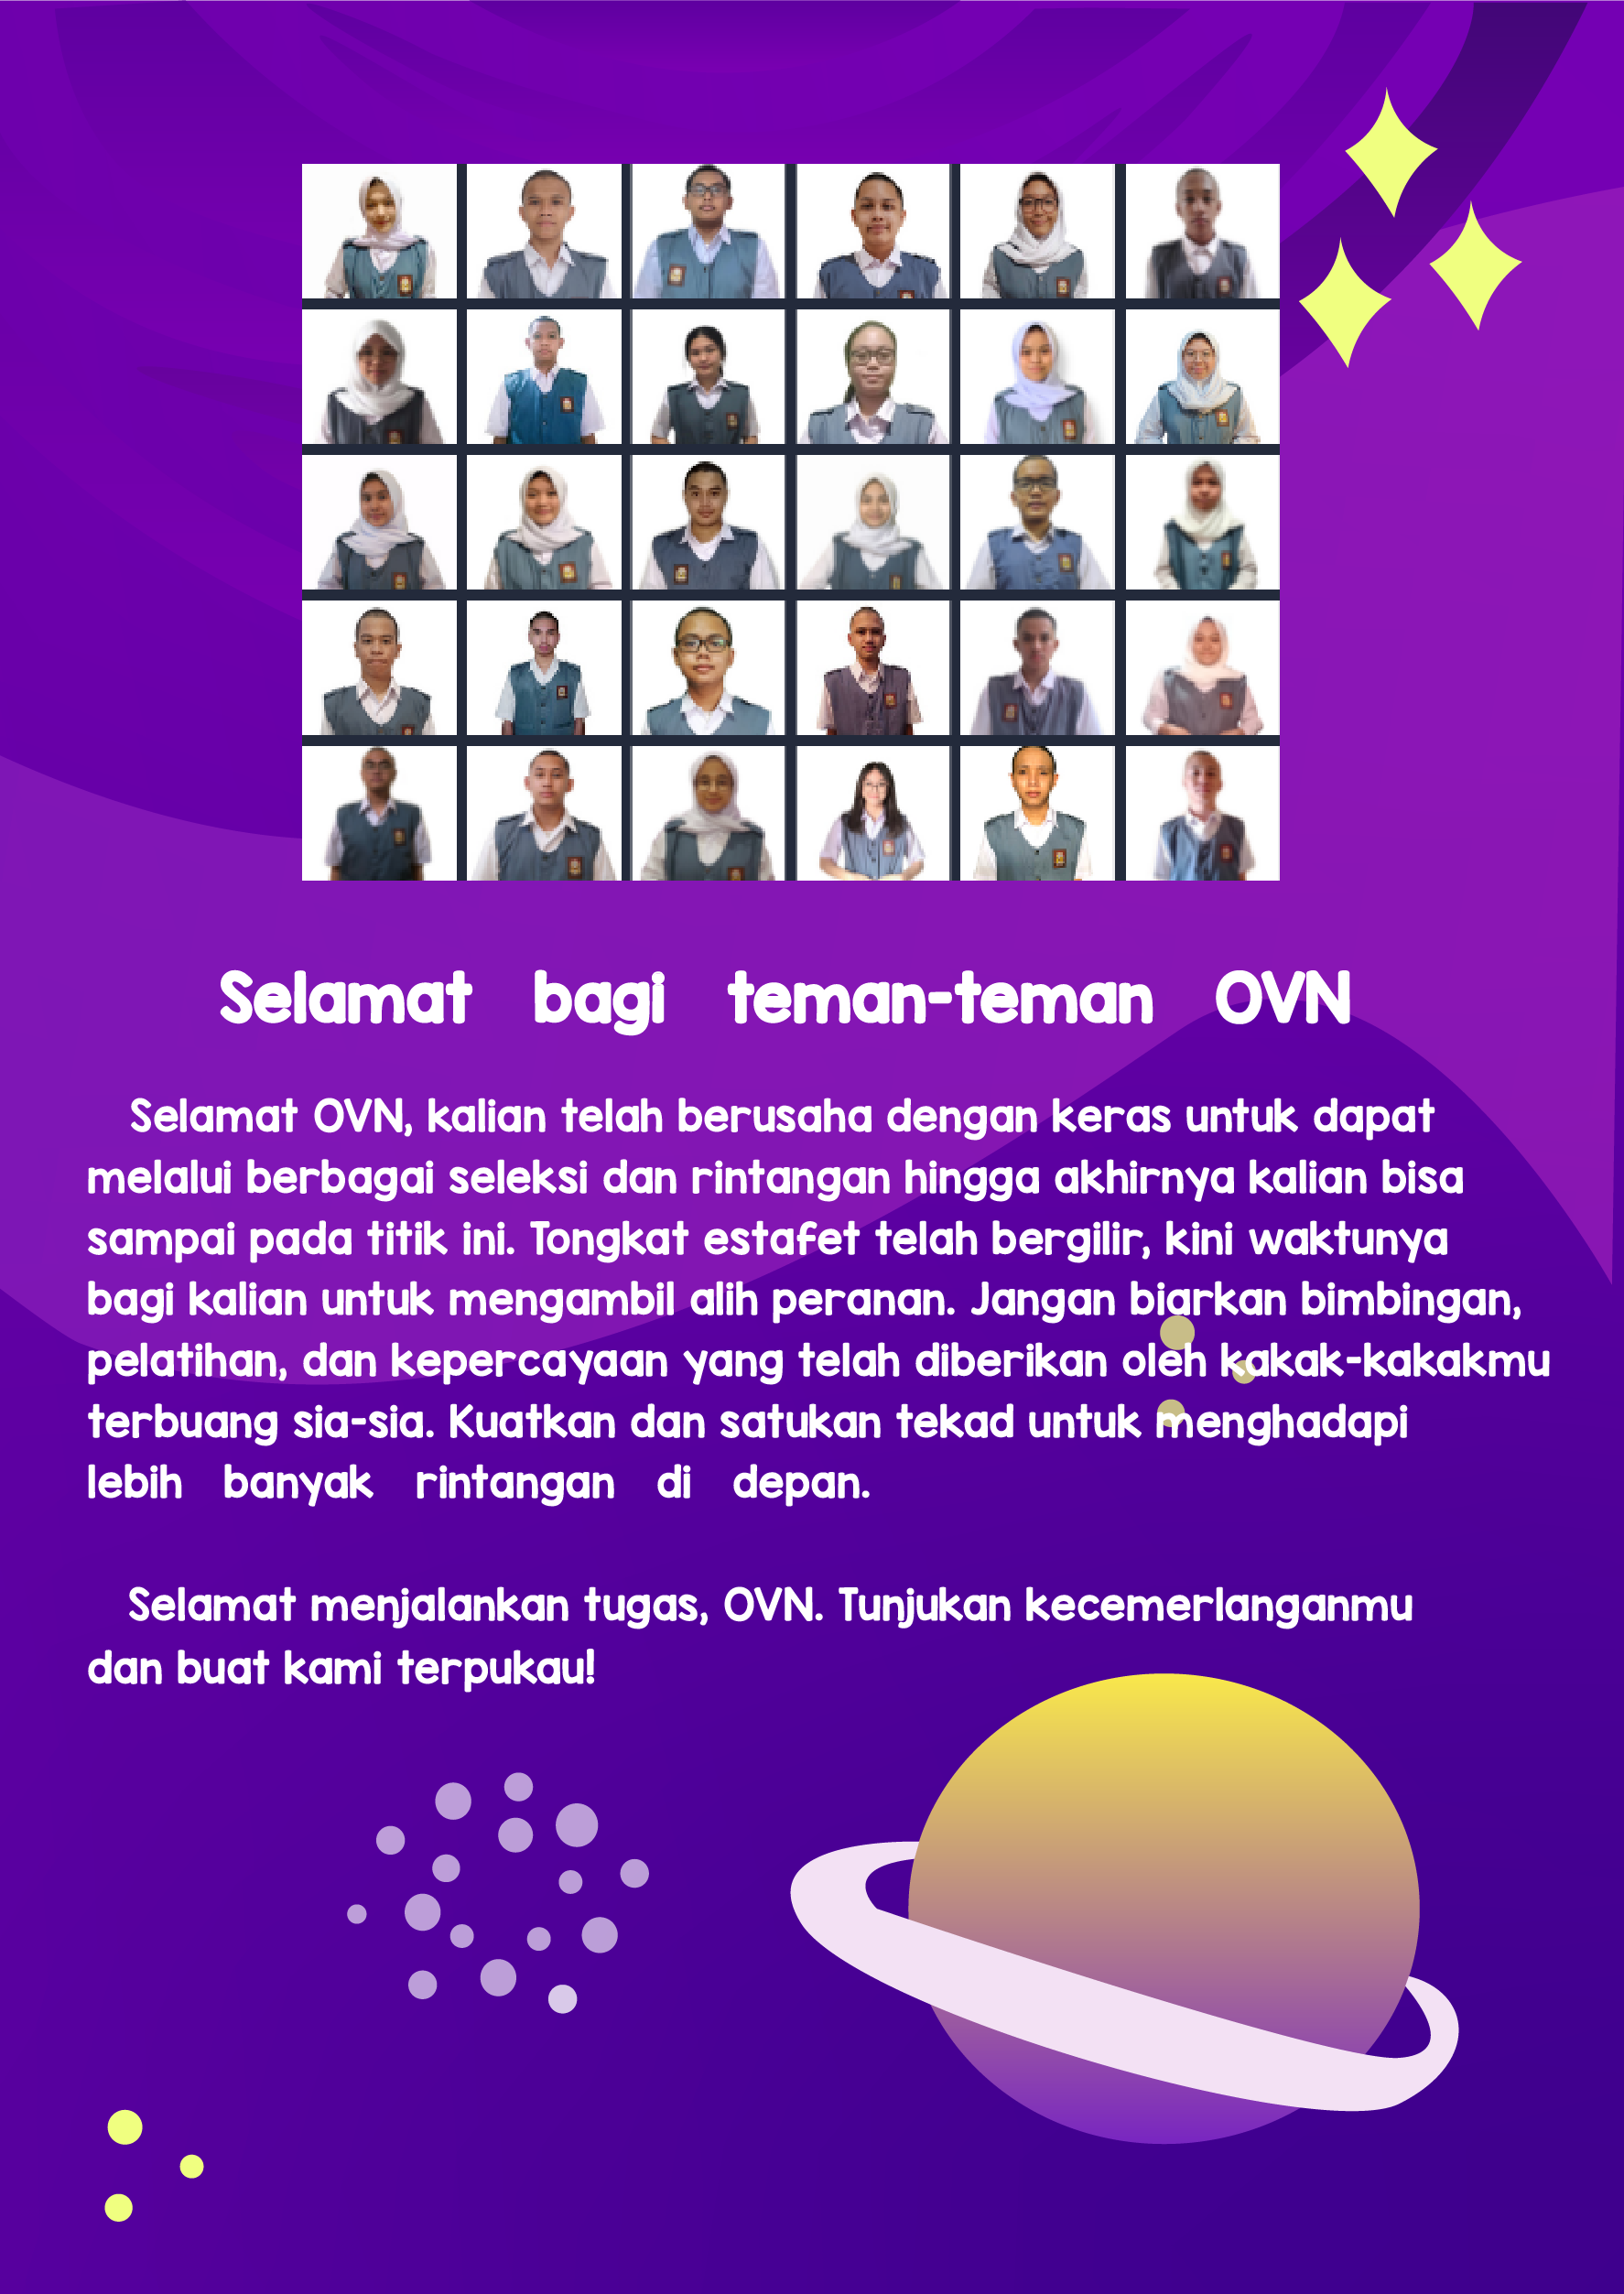 Selamat bagi teman-teman OVN
Selamat OVN, kalian telah berusaha dengan keras untuk dapat
melalui berbagai seleksi dan rintangan hingga akhirnya kalian bisa
sampai pada titik ini. Tongkat estafet telah bergilir, kini waktunya
bagi kalian untuk mengambil alih peranan. Jangan biarkan bimbingan,
pelatihan, dan kepercayaan yang telah diberikan oleh kakak-kakakmu
terbuang sia-sia. Kuatkan dan satukan tekad untuk menghadapi
lebih banyak rintangan di depan.
Selamat menjalankan tugas, OVN. Tunjukan kecemerlanganmu
dan buat kami terpukau!